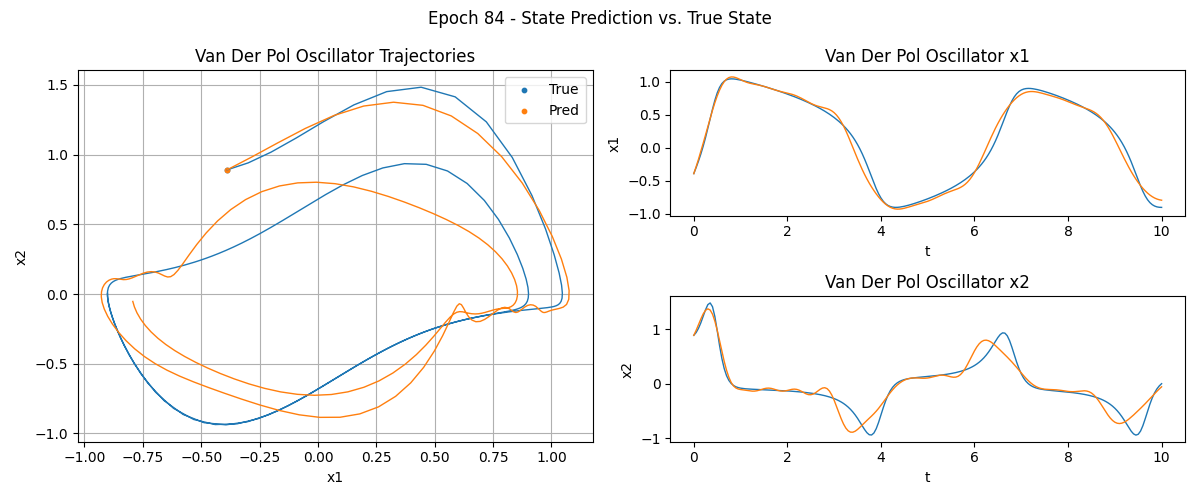 Epoch 84 - State Prediction vs. True State
Van Der Pol Oscillator Trajectories
True
Pred
1.5
1.0
0.5
0.0
−0.5
−1.0
x2
−1.00 −0.75 −0.50 −0.25 0.00 0.25 0.50 0.75 1.00
x1
Van Der Pol Oscillator x1
1.0
0.5
0.0
−0.5
−1.0
x1
0 2 4 6 8 10
t
Van Der Pol Oscillator x2
1
0
−1
x2
0 2 4 6 8 10
t